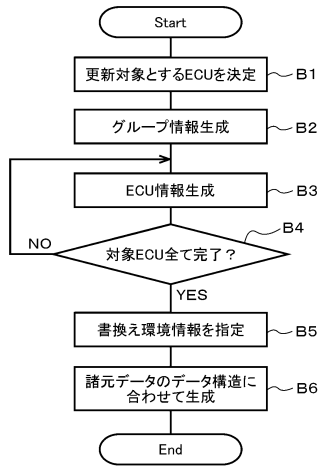 Start
更新対象とするECUを決定
B1
グループ情報生成
B2
ECU情報生成
B3
B4
NO
対象ECU全て完了？
YES
書換え環境情報を指定
B5
諸元データのデータ構造に
合わせて生成
B6
End